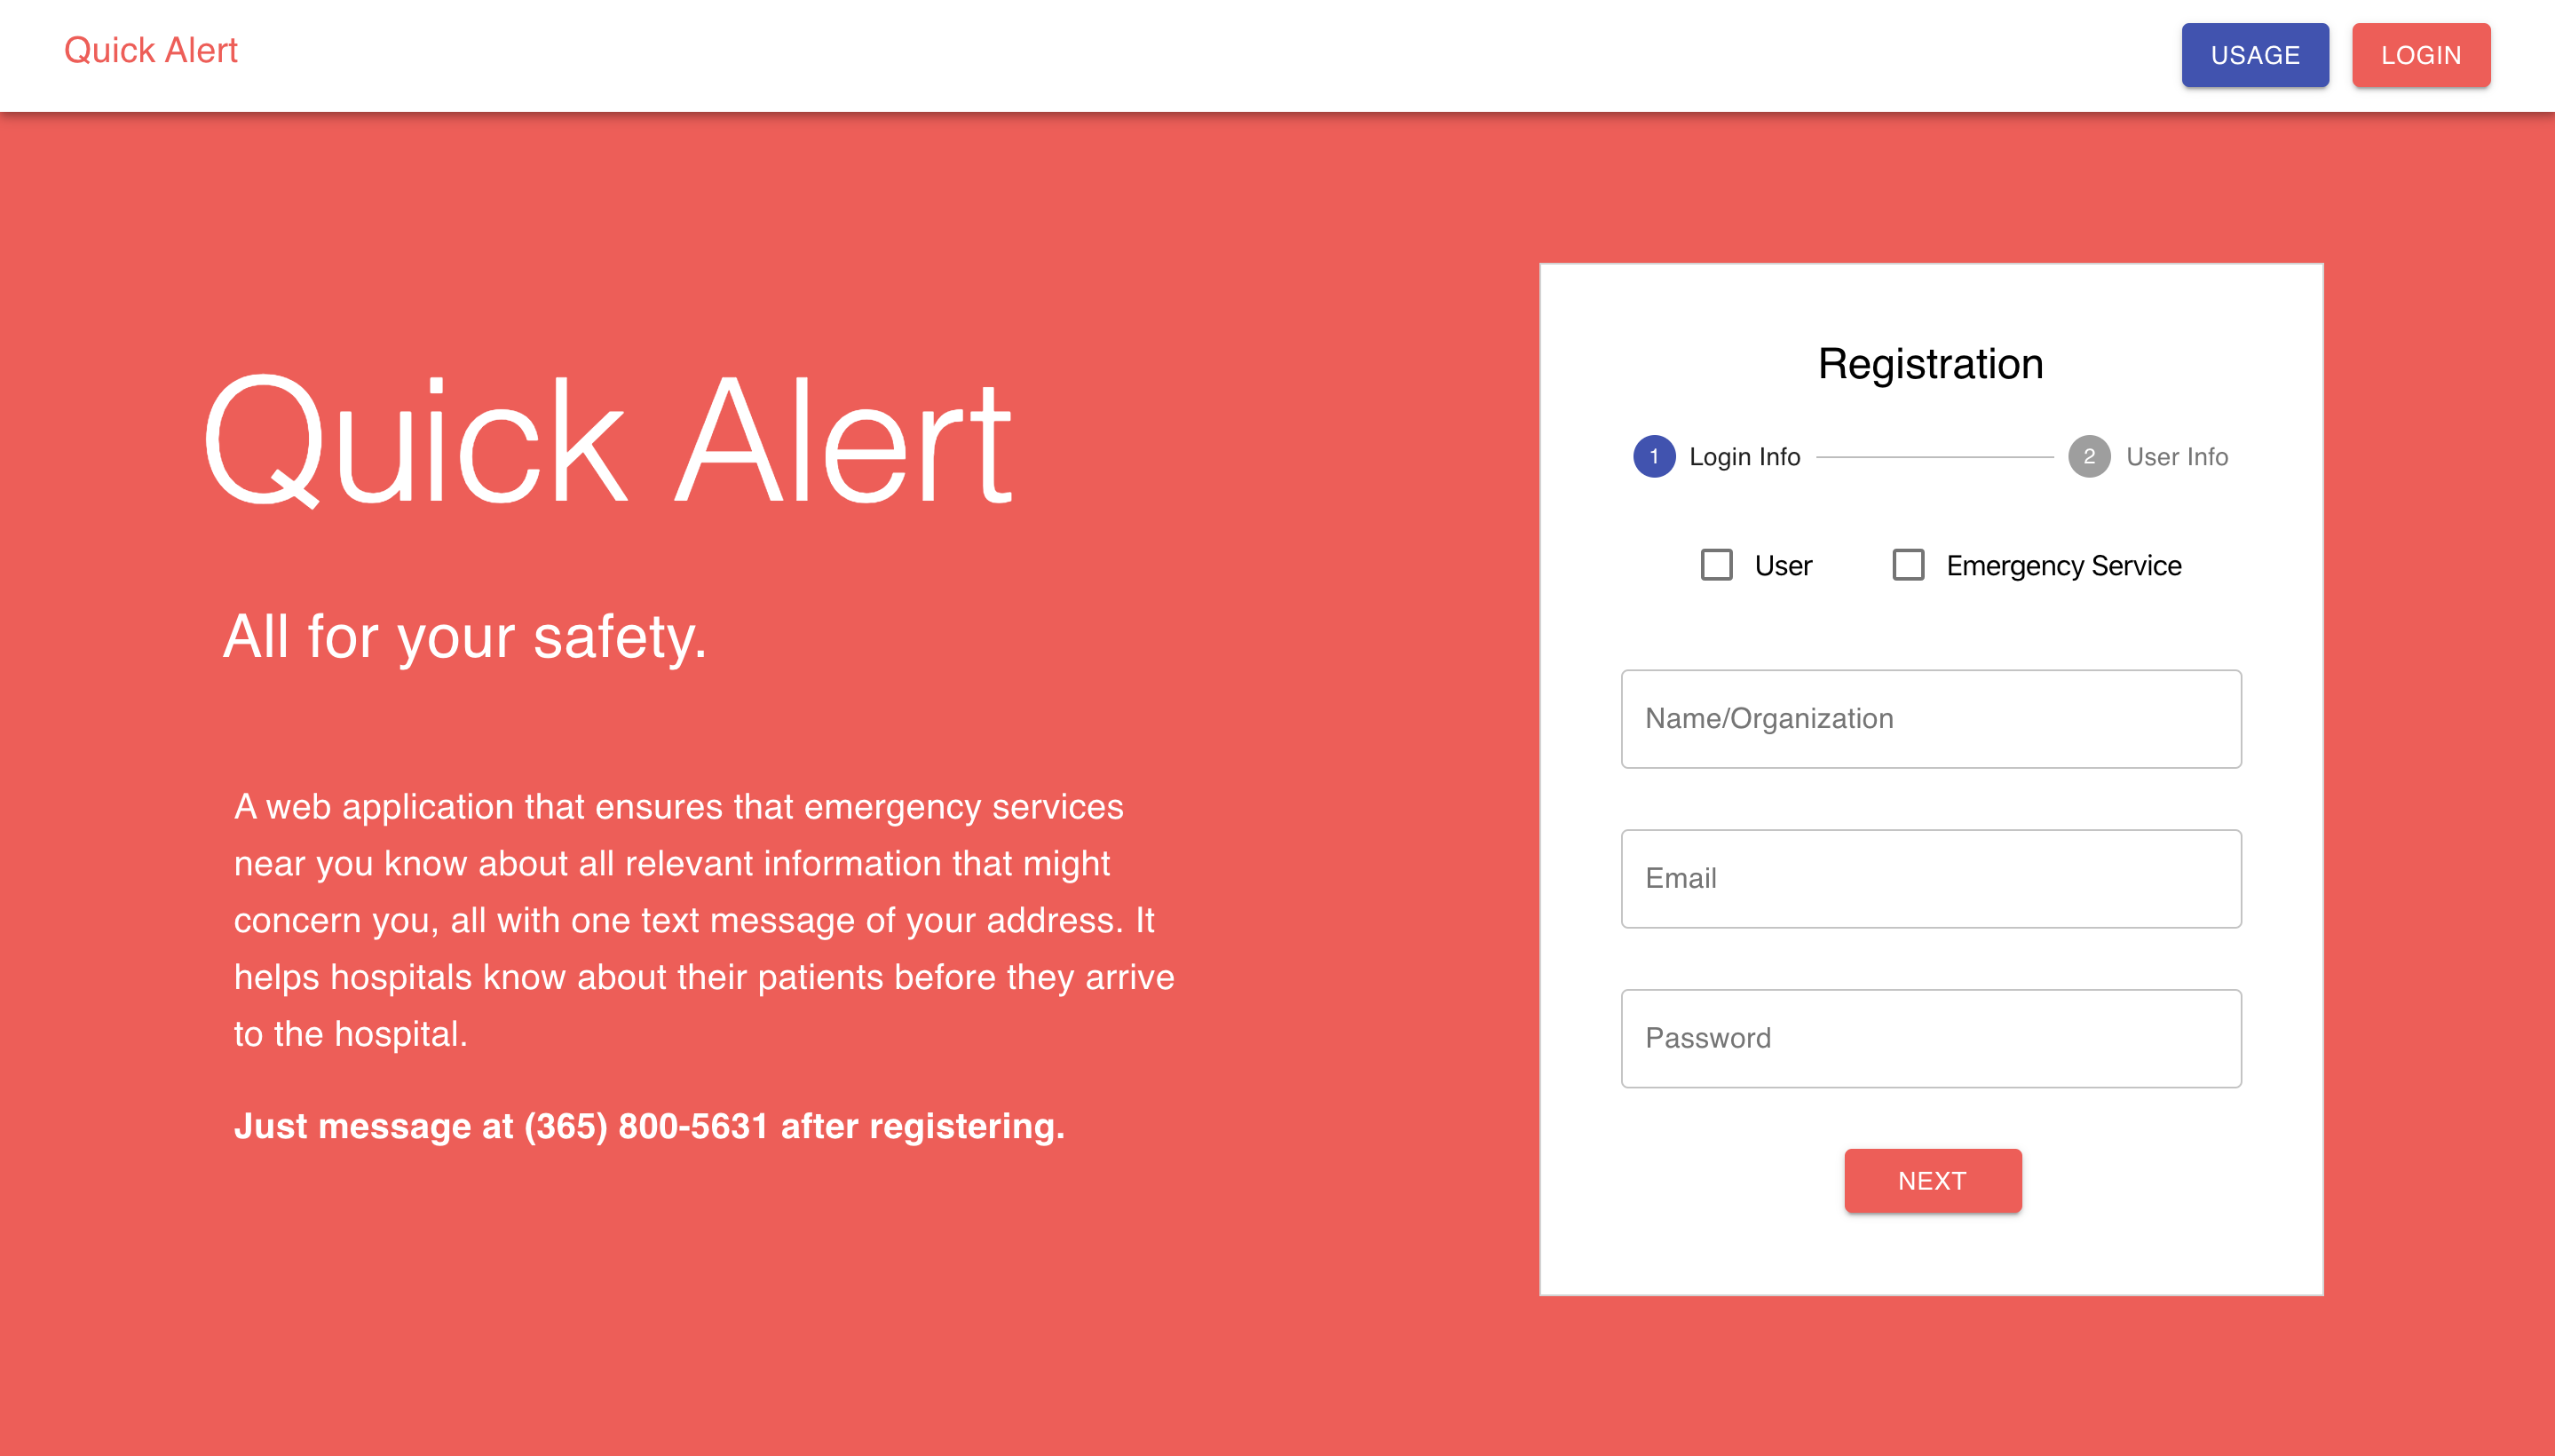 Quick Alert
USAGE
LOGIN
Quick Alert
All for your safety.
A web application that ensures that emergency services
near you know about all relevant information that might
concern you, all with one text message of your address. It
helps hospitals know about their patients before they arrive
to the hospital.
Just message at (365) 800-5631 after registering.
Registration
1 Login Info
2 User Info
User
Emergency Service
Name/Organization
Email
Password
NEXT